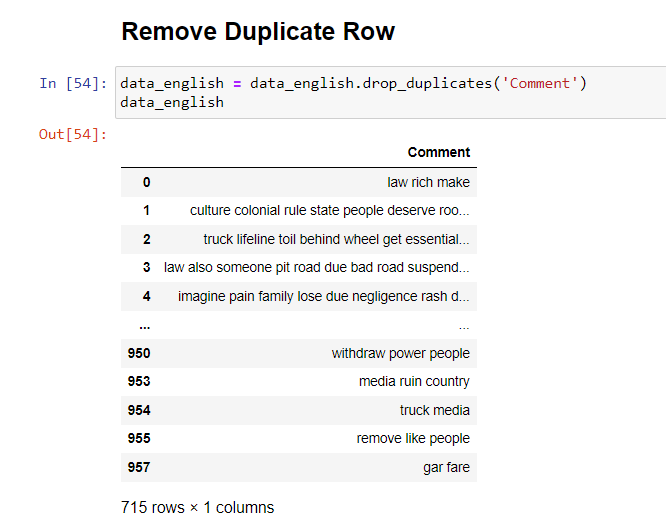 Remove Duplicate Row
In [54]: data_english = data_english.drop_duplicates('Comment')
data_english
Out[54]:
Comment
0 law rich make
1 culture colonial rule state people deserve roo...
2 truck lifeline toil behind wheel get essential...
3 law also someone pit road due bad road suspend...
4 imagine pain family lose due negligence rash d...
... ...
950 withdraw power people
953 media ruin country
954 truck media
955 remove like people
957 gar fare
715 rows × 1 columns